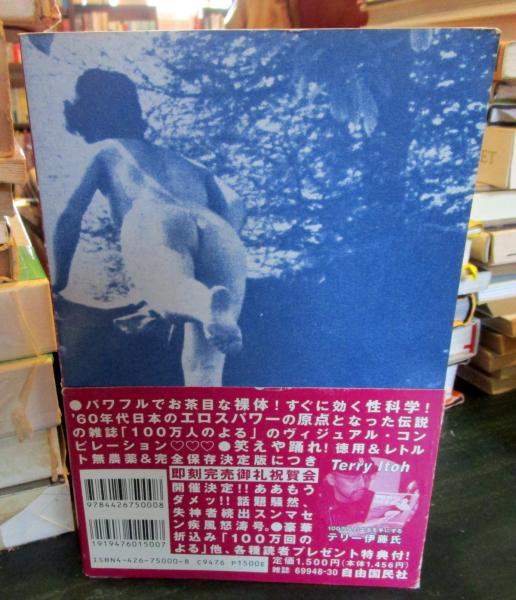 ●パワフルでお茶目な裸体！すぐに効く性科学！
'60年代日本のエロスパワーの原点となった伝説
の雑誌「100万人のよる」のヴィジュアル・コン
ピレーション♡♡♡ ●笑えや踊れ！徳用&レトル
ト無農薬&完全保存決定版につき
即刻完売御礼祝賀会
開催決定!!ああもう
ダメッ!!話題騒然、
失神者続出スンマセ
ン疾風怒涛号。●豪華
折込み「100万回の
よる」他、各種読者プレゼント特典付！
Terry Itoh
テリー伊藤氏
9784426750008
1919476015007
ISBN4-426-75000-8 C9476 P1500E
定価1,500円(本体1,456円)
雑誌 69948-30 自由国民社